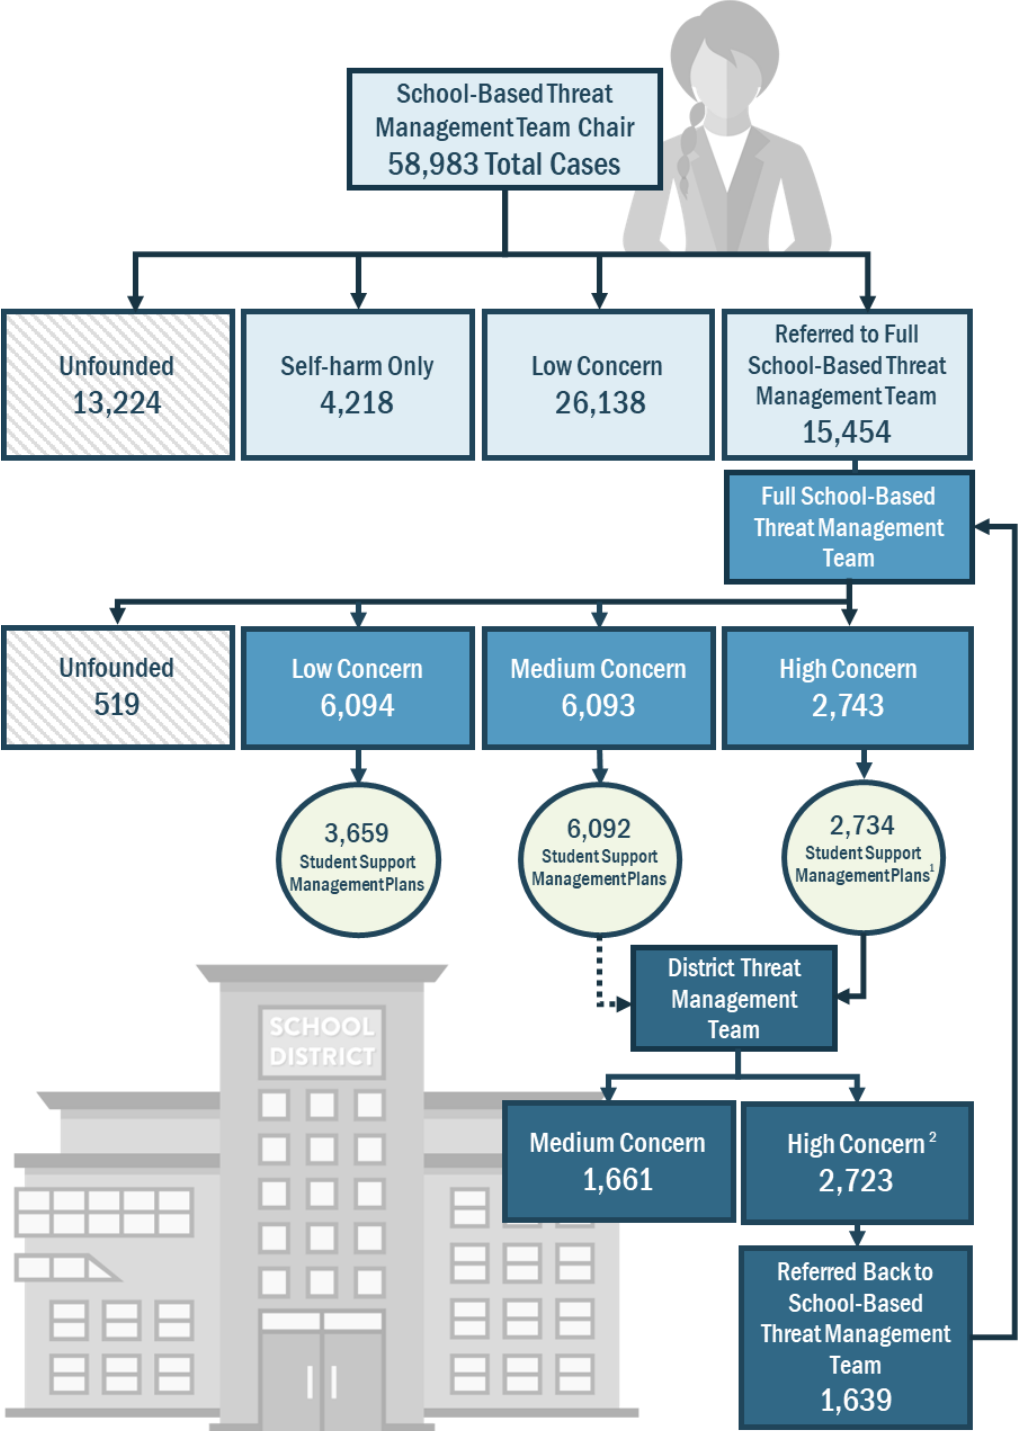 School-Based Threat
Management Team Chair
58,983 Total Cases
Unfounded
13,224
Self-harm Only
4,218
Low Concern
26,138
Referred to Full
School-Based Threat
Management Team
15,454
Full School-Based
Threat Management
Team
Unfounded
519
Low Concern
6,094
Medium Concern
6,093
High Concern
2,743
3,659
Student Support
Management Plans
6,092
Student Support
Management Plans
2,734
Student Support
Management Plans¹
District Threat
Management
Team
SCHOOL
DISTRICT
Medium Concern
1,661
High Concern ²
2,723
Referred Back to
School-Based
Threat Management
Team
1,639